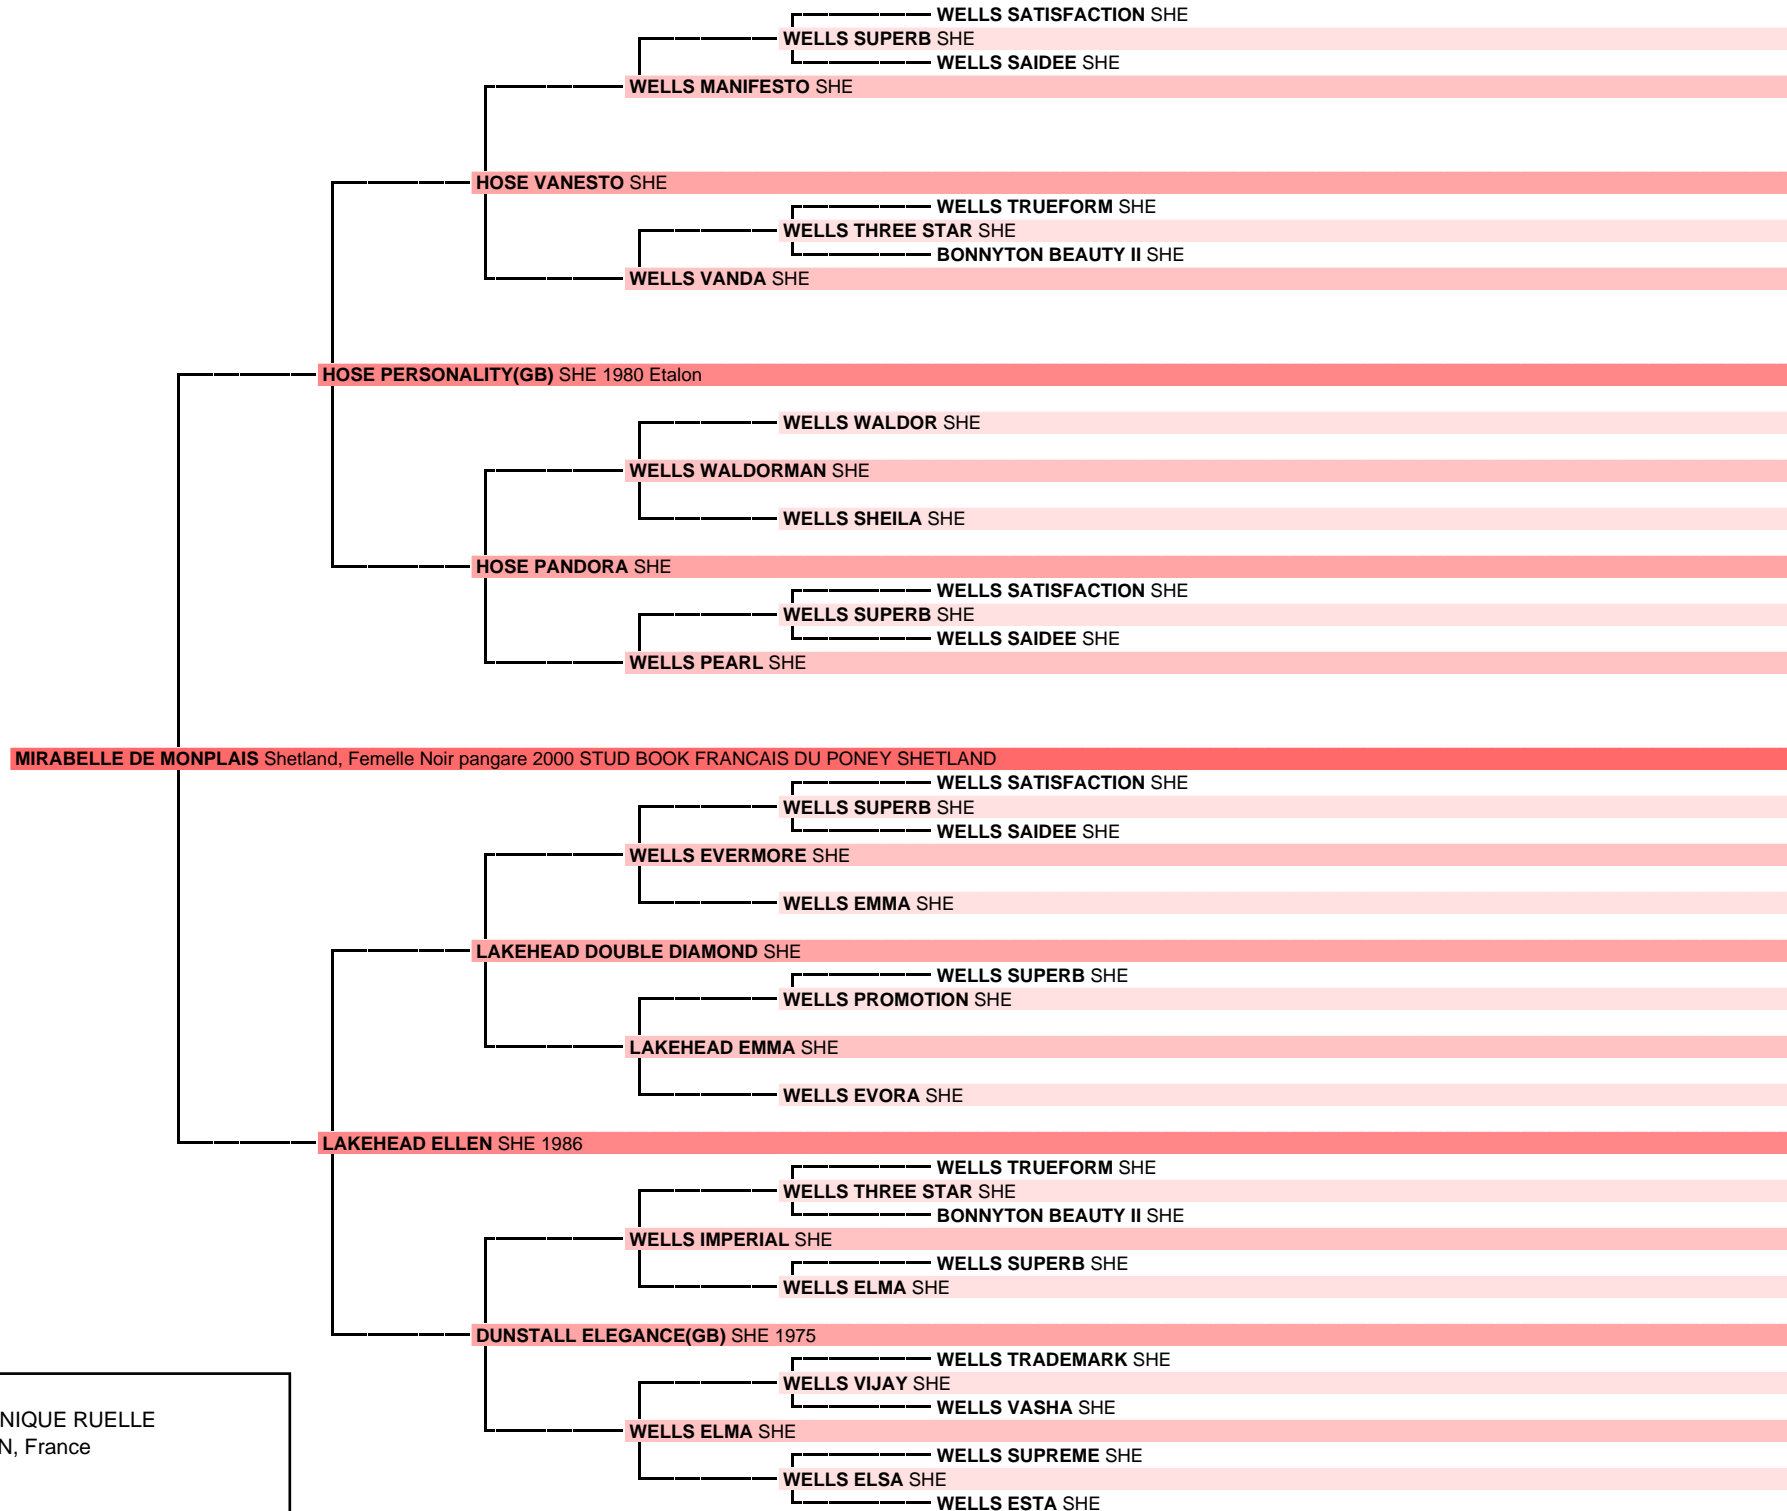 WELLS SATISFACTION SHE
WELLS SUPERB SHE
WELLS SAIDEE SHE
WELLS MANIFESTO SHE
HOSE VANESTO SHE
WELLS TRUEFORM SHE
WELLS THREE STAR SHE
BONNYTON BEAUTY II SHE
WELLS VANDA SHE
HOSE PERSONALITY(GB) SHE 1980 Etalon
WELLS WALDOR SHE
WELLS WALDORMAN SHE
WELLS SHEILA SHE
HOSE PANDORA SHE
WELLS SATISFACTION SHE
WELLS SUPERB SHE
WELLS SAIDEE SHE
WELLS PEARL SHE
MIRABELLE DE MONPLAIS Shetland, Femelle Noir pangare 2000 STUD BOOK FRANCAIS DU PONEY SHETLAND
WELLS SATISFACTION SHE
WELLS SUPERB SHE
WELLS SAIDEE SHE
WELLS EVERMORE SHE
WELLS EMMA SHE
LAKEHEAD DOUBLE DIAMOND SHE
WELLS SUPERB SHE
WELLS PROMOTION SHE
LAKEHEAD EMMA SHE
WELLS EVORA SHE
LAKEHEAD ELLEN SHE 1986
WELLS TRUEFORM SHE
WELLS THREE STAR SHE
BONNYTON BEAUTY II SHE
WELLS IMPERIAL SHE
WELLS SUPERB SHE
WELLS ELMA SHE
DUNSTALL ELEGANCE(GB) SHE 1975
WELLS TRADEMARK SHE
WELLS VIJAY SHE
WELLS VASHA SHE
WELLS ELMA SHE
WELLS SUPREME SHE
WELLS ELSA SHE
WELLS ESTA SHE
NIQUE RUELLE
N, France